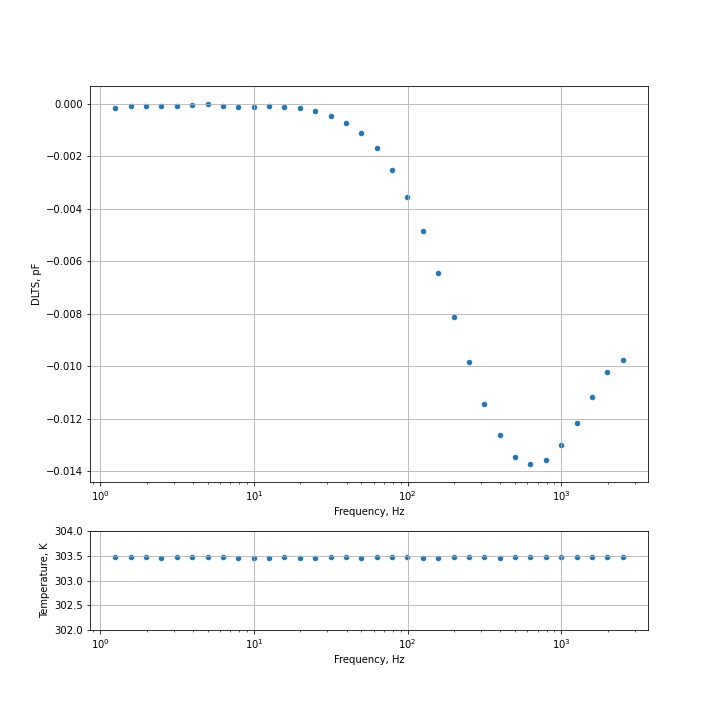 0.000
−0.002
−0.004
−0.006
−0.008
−0.010
−0.012
−0.014
DLTS, pF
10⁰ 10¹ 10² 10³
Frequency, Hz
304.0
303.5
303.0
302.5
302.0
Temperature, K
10⁰ 10¹ 10² 10³
Frequency, Hz